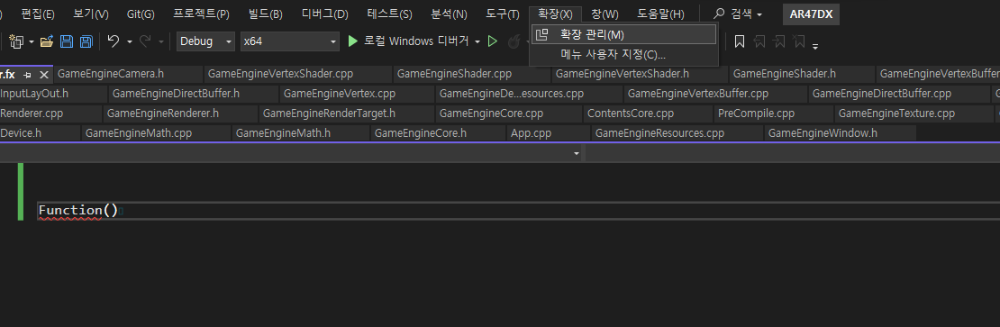 편집(E) 보기(V) Git(G) 프로젝트(P) 빌드(B) 디버그(D) 테스트(S) 분석(N) 도구(T) 확장(X) 창(W) 도움말(H) 검색 AR47DX
Debug x64 로컬 Windows 디버거
확장 관리(M)
메뉴 사용자 지정(C)...
r.fx GameEngineCamera.h GameEngineVertexShader.cpp GameEngineShader.cpp GameEngineVertexShader.h GameEngineShader.h GameEngineVertexBuffer.h
InputLayOut.h GameEngineDirectBuffer.h GameEngineVertex.cpp GameEngineDe...esources.cpp GameEngineVertexBuffer.cpp GameEngineDirectBuffer.cpp
Renderer.cpp GameEngineRenderer.h GameEngineRenderTarget.h GameEngineCore.cpp ContentsCore.cpp PreCompile.cpp GameEngineTexture.cpp
Device.h GameEngineMath.cpp GameEngineMath.h GameEngineCore.h App.cpp GameEngineResources.cpp GameEngineWindow.h
Function()